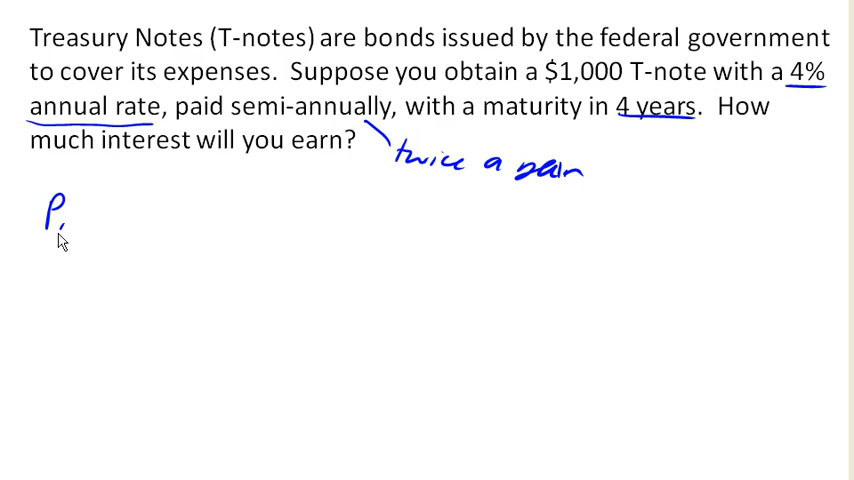 Treasury Notes (T-notes) are bonds issued by the federal government
to cover its expenses.  Suppose you obtain a $1,000 T-note with a 4%
annual rate, paid semi-annually, with a maturity in 4 years.  How
much interest will you earn?
twice a year
P